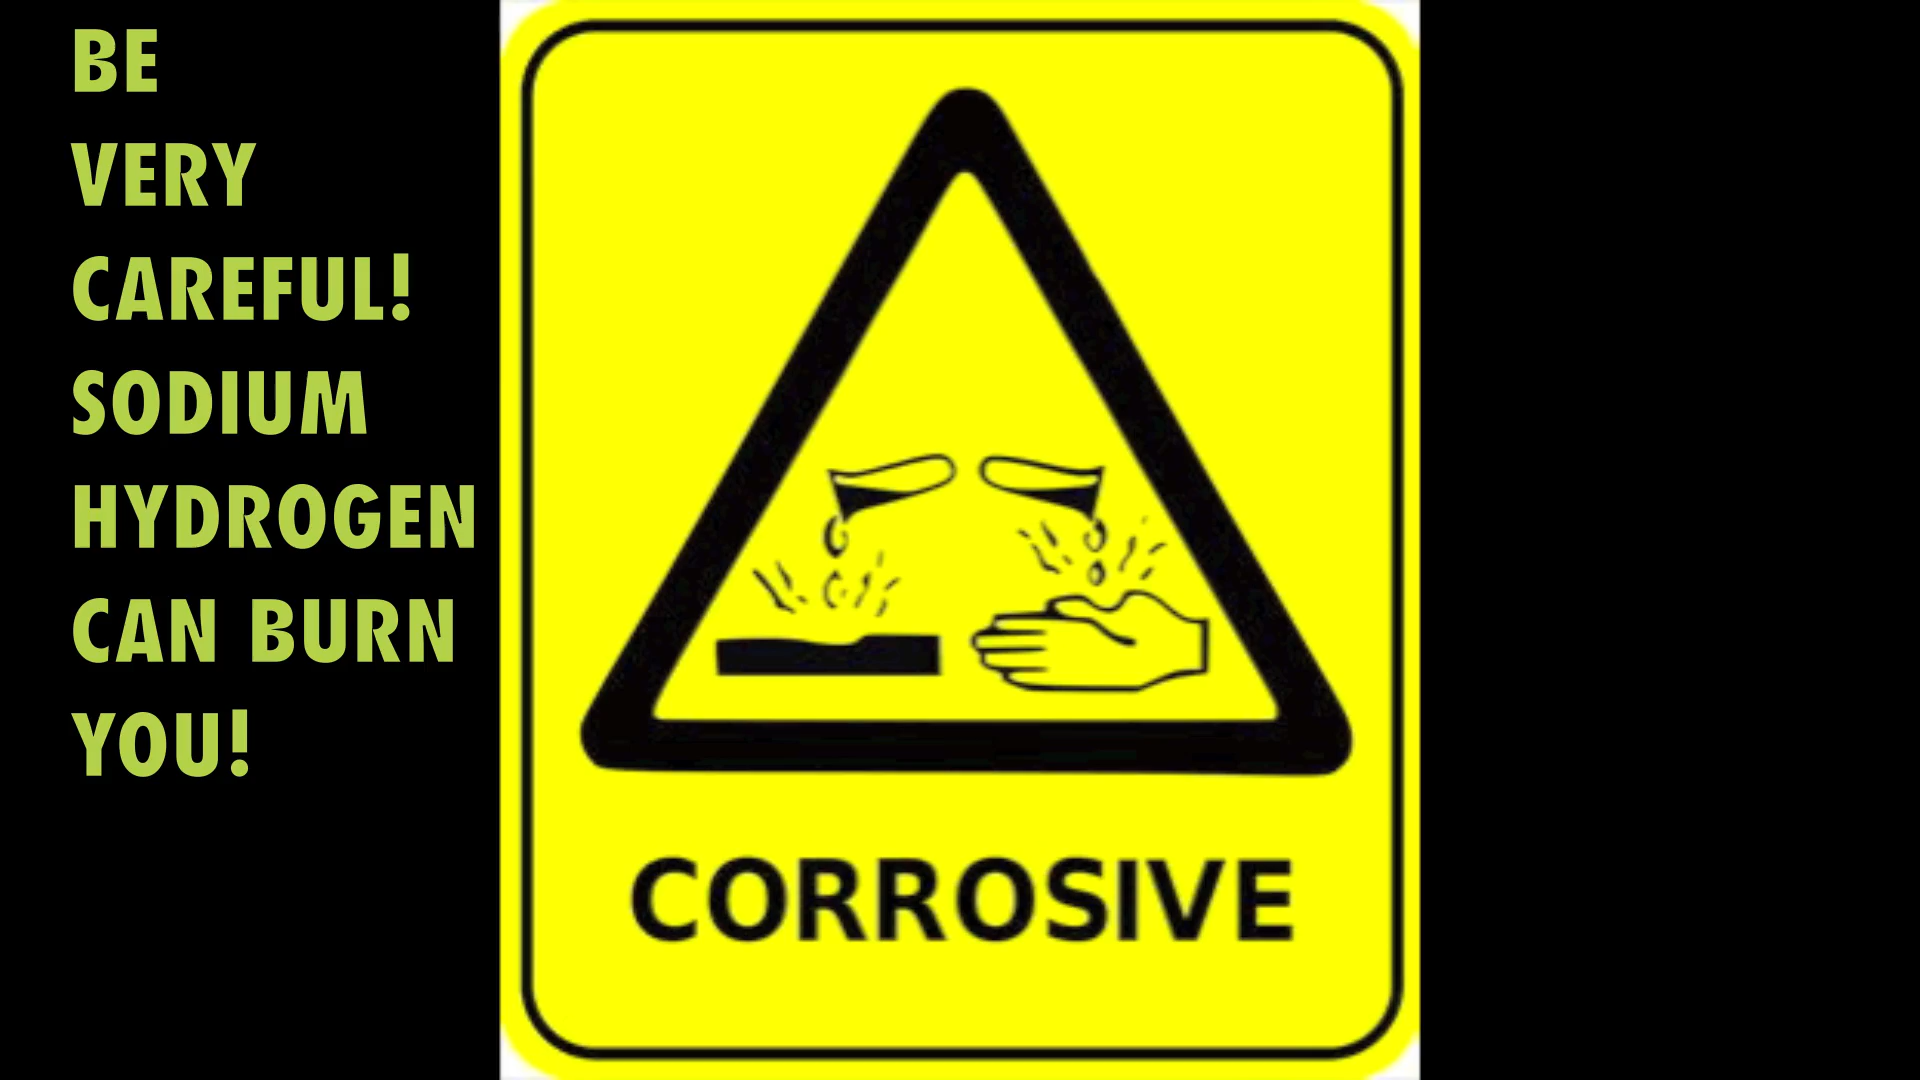 BE
VERY
CAREFUL!
SODIUM
HYDROGEN
CAN BURN
YOU!
CORROSIVE